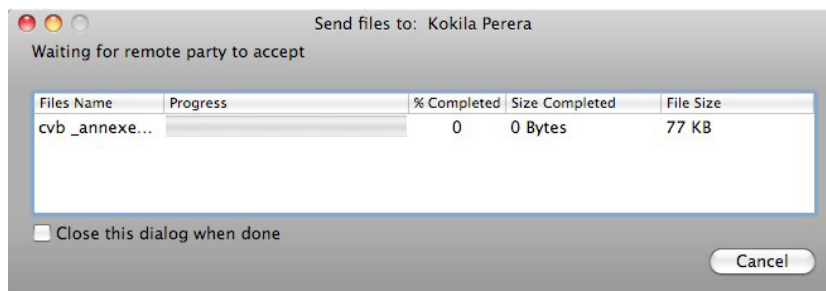 Send files to: Kokila Perera
Waiting for remote party to accept
Files Name Progress % Completed Size Completed File Size
cvb _annexe... 0 0 Bytes 77 KB
Close this dialog when done
Cancel